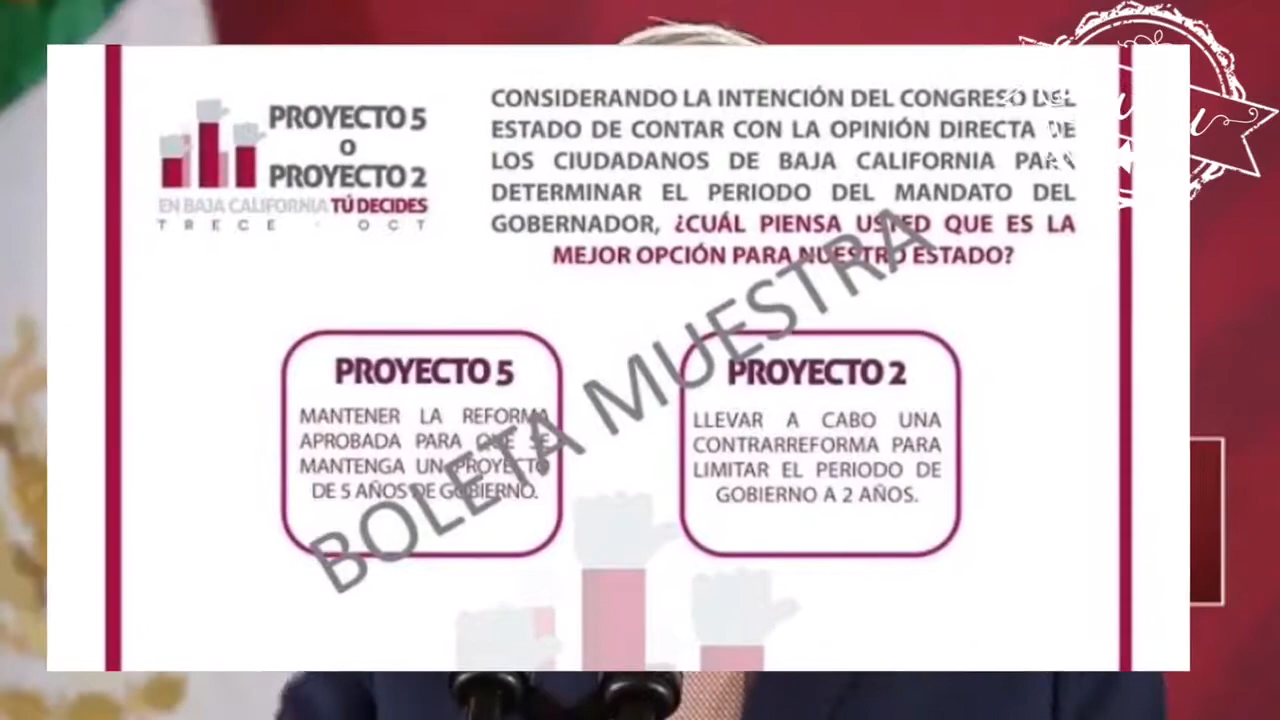 PROYECTO 5
O
PROYECTO 2
EN BAJA CALIFORNIA TÚ DECIDES
TRECE · OCT
CONSIDERANDO LA INTENCIÓN DEL CONGRESO DEL
ESTADO DE CONTAR CON LA OPINIÓN DIRECTA DE
LOS CIUDADANOS DE BAJA CALIFORNIA PARA
DETERMINAR EL PERIODO DEL MANDATO DEL
GOBERNADOR, ¿CUÁL PIENSA USTED QUE ES LA
MEJOR OPCIÓN PARA NUESTRO ESTADO?
PROYECTO 5
MANTENER LA REFORMA
APROBADA PARA QUE SE
MANTENGA UN PROYECTO
DE 5 AÑOS DE GOBIERNO.
PROYECTO 2
LLEVAR A CABO UNA
CONTRARREFORMA PARA
LIMITAR EL PERIODO DE
GOBIERNO A 2 AÑOS.
BOLETA MUESTRA